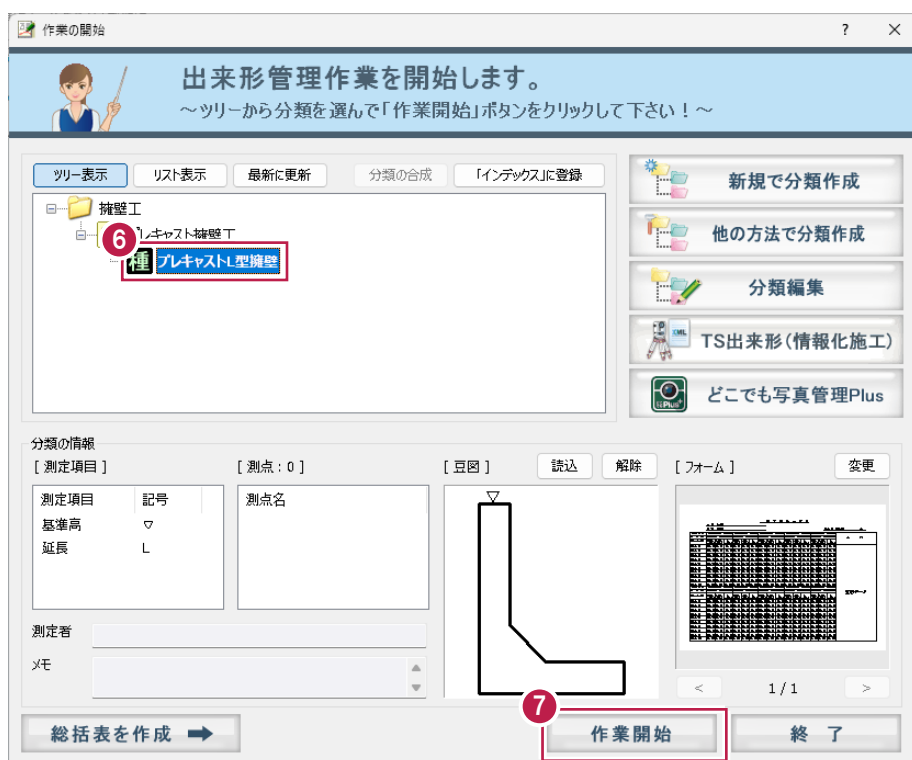 作業の開始
? ×
出来形管理作業を開始します。
～ツリーから分類を選んで「作業開始」ボタンをクリックして下さい！～
ツリー表示 リスト表示 最新に更新 分類の合成 「インデックス」に登録
擁壁工
6 プレキャスト擁壁工
種 プレキャストL型擁壁
新規で分類作成
他の方法で分類作成
分類編集
XML TS出来形(情報化施工)
Plus どこでも写真管理Plus
分類の情報
[ 測定項目 ] [ 測点 : 0 ] [ 豆図 ] 読込 解除 [ フォーム ] 変更
測定項目 記号
基準高 ▽
延長 L
測点名
測定者
メモ
< 1 / 1 >
7
総括表を作成 ➡ 作業開始 終 了